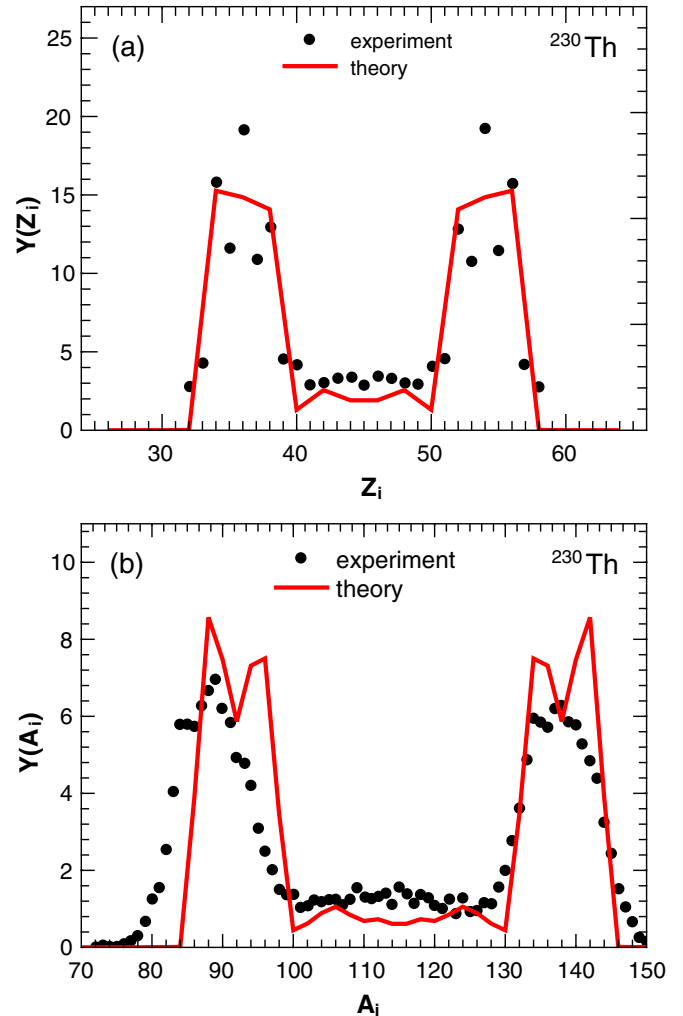 (a)
experiment
theory
²³⁰Th
25
20
15
10
5
0
Y(Zᵢ)
30 40 50 60
Zᵢ
(b)
experiment
theory
²³⁰Th
10
8
6
4
2
0
Y(Aᵢ)
70 80 90 100 110 120 130 140 150
Aᵢ